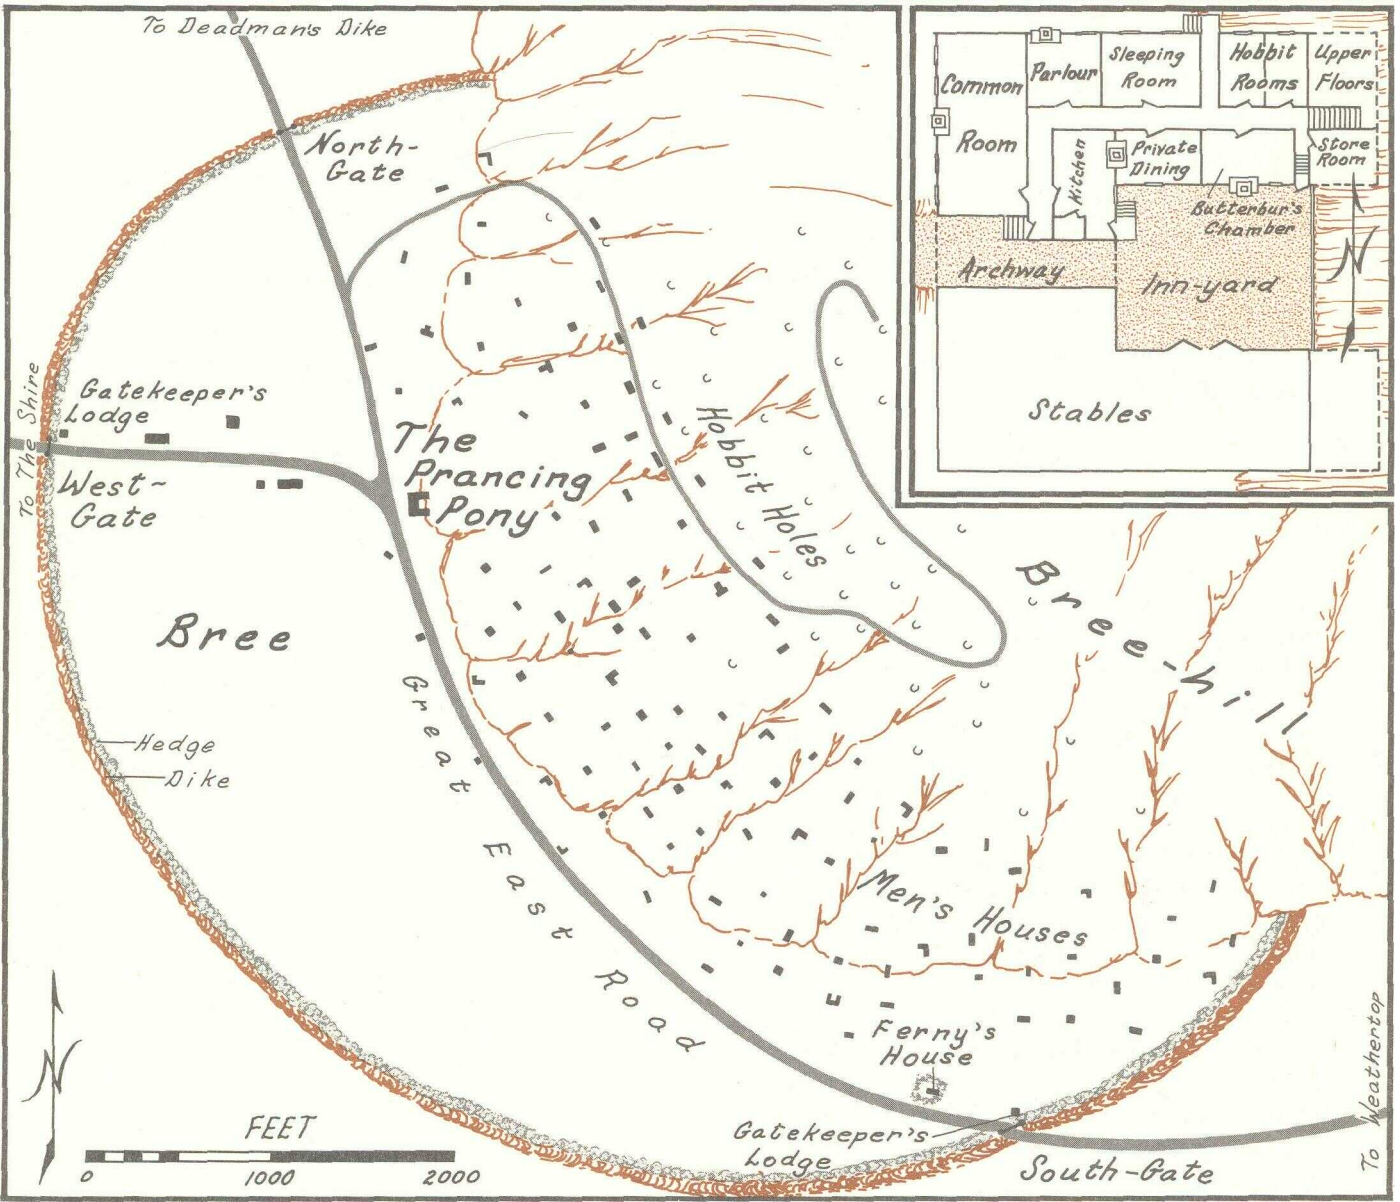 To Deadman's Dike
North-
Gate
Gatekeeper's
Lodge
To The Shire
West-
Gate
The
Prancing
Pony
Hobbit Holes
Bree
Bree-hill
Hedge
Dike
Great East Road
Men's Houses
Ferny's
House
Gatekeeper's
Lodge
South-Gate
To Weathertop
N
FEET
0 1000 2000
Common
Room
Parlour
Sleeping
Room
Hobbit
Rooms
Upper
Floors
Kitchen
Private
Dining
Store
Room
Butterbur's
Chamber
Archway
Inn-yard
N
Stables